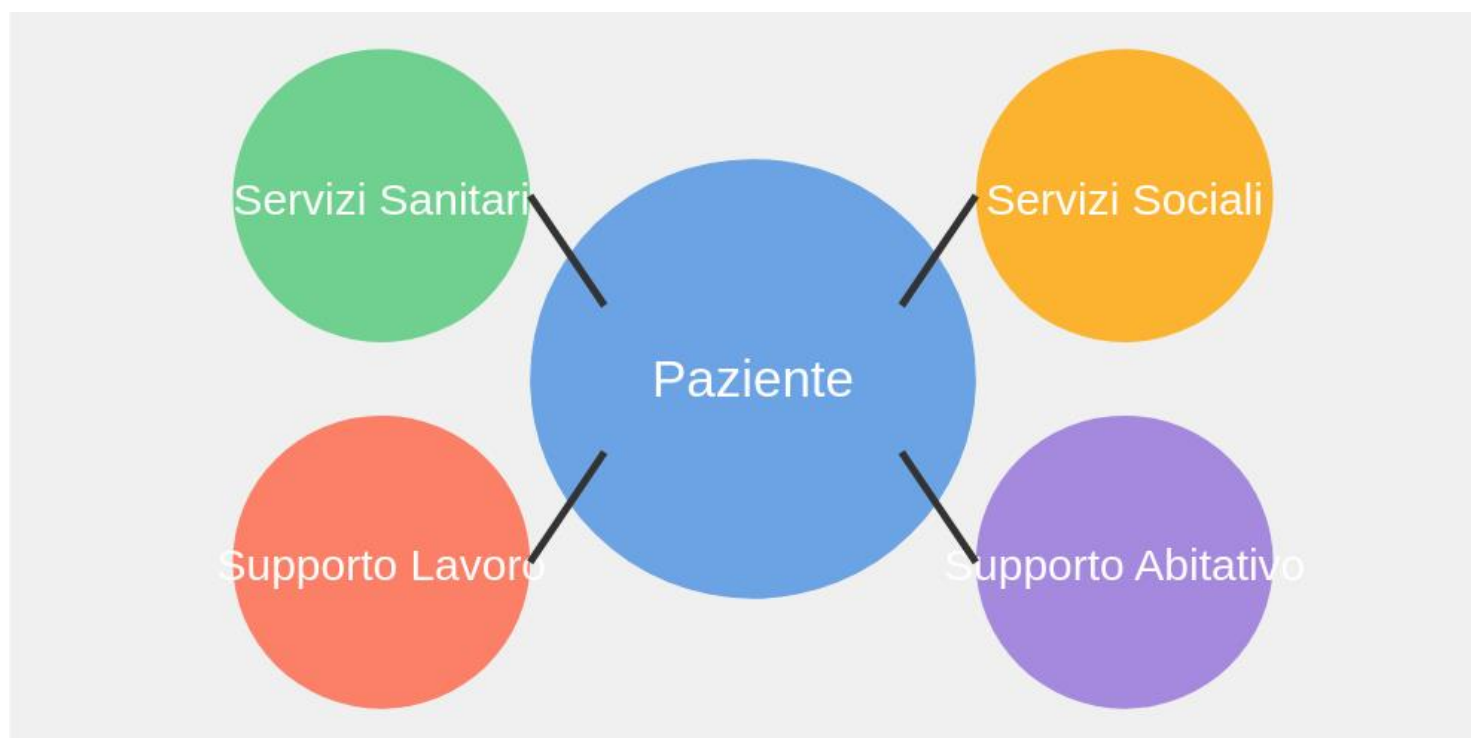 Servizi Sanitari
Servizi Sociali
Paziente
Supporto Lavoro
Supporto Abitativo